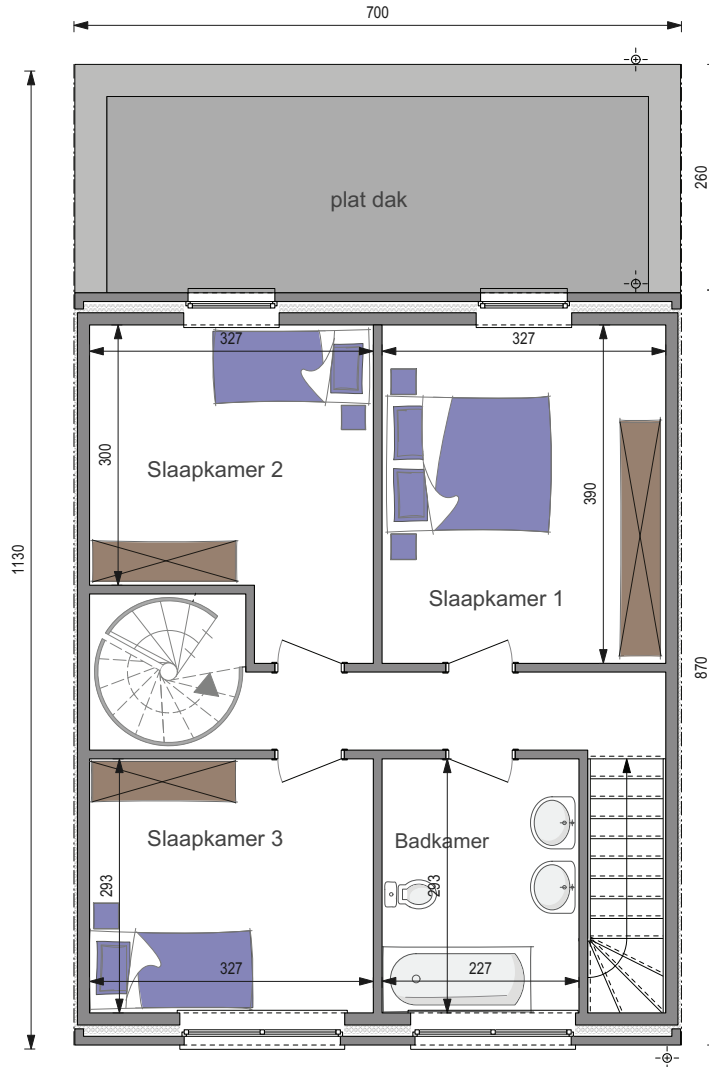 700
260
plat dak
327
327
300
390
Slaapkamer 2
Slaapkamer 1
1130
870
Slaapkamer 3
Badkamer
293
293
327
227